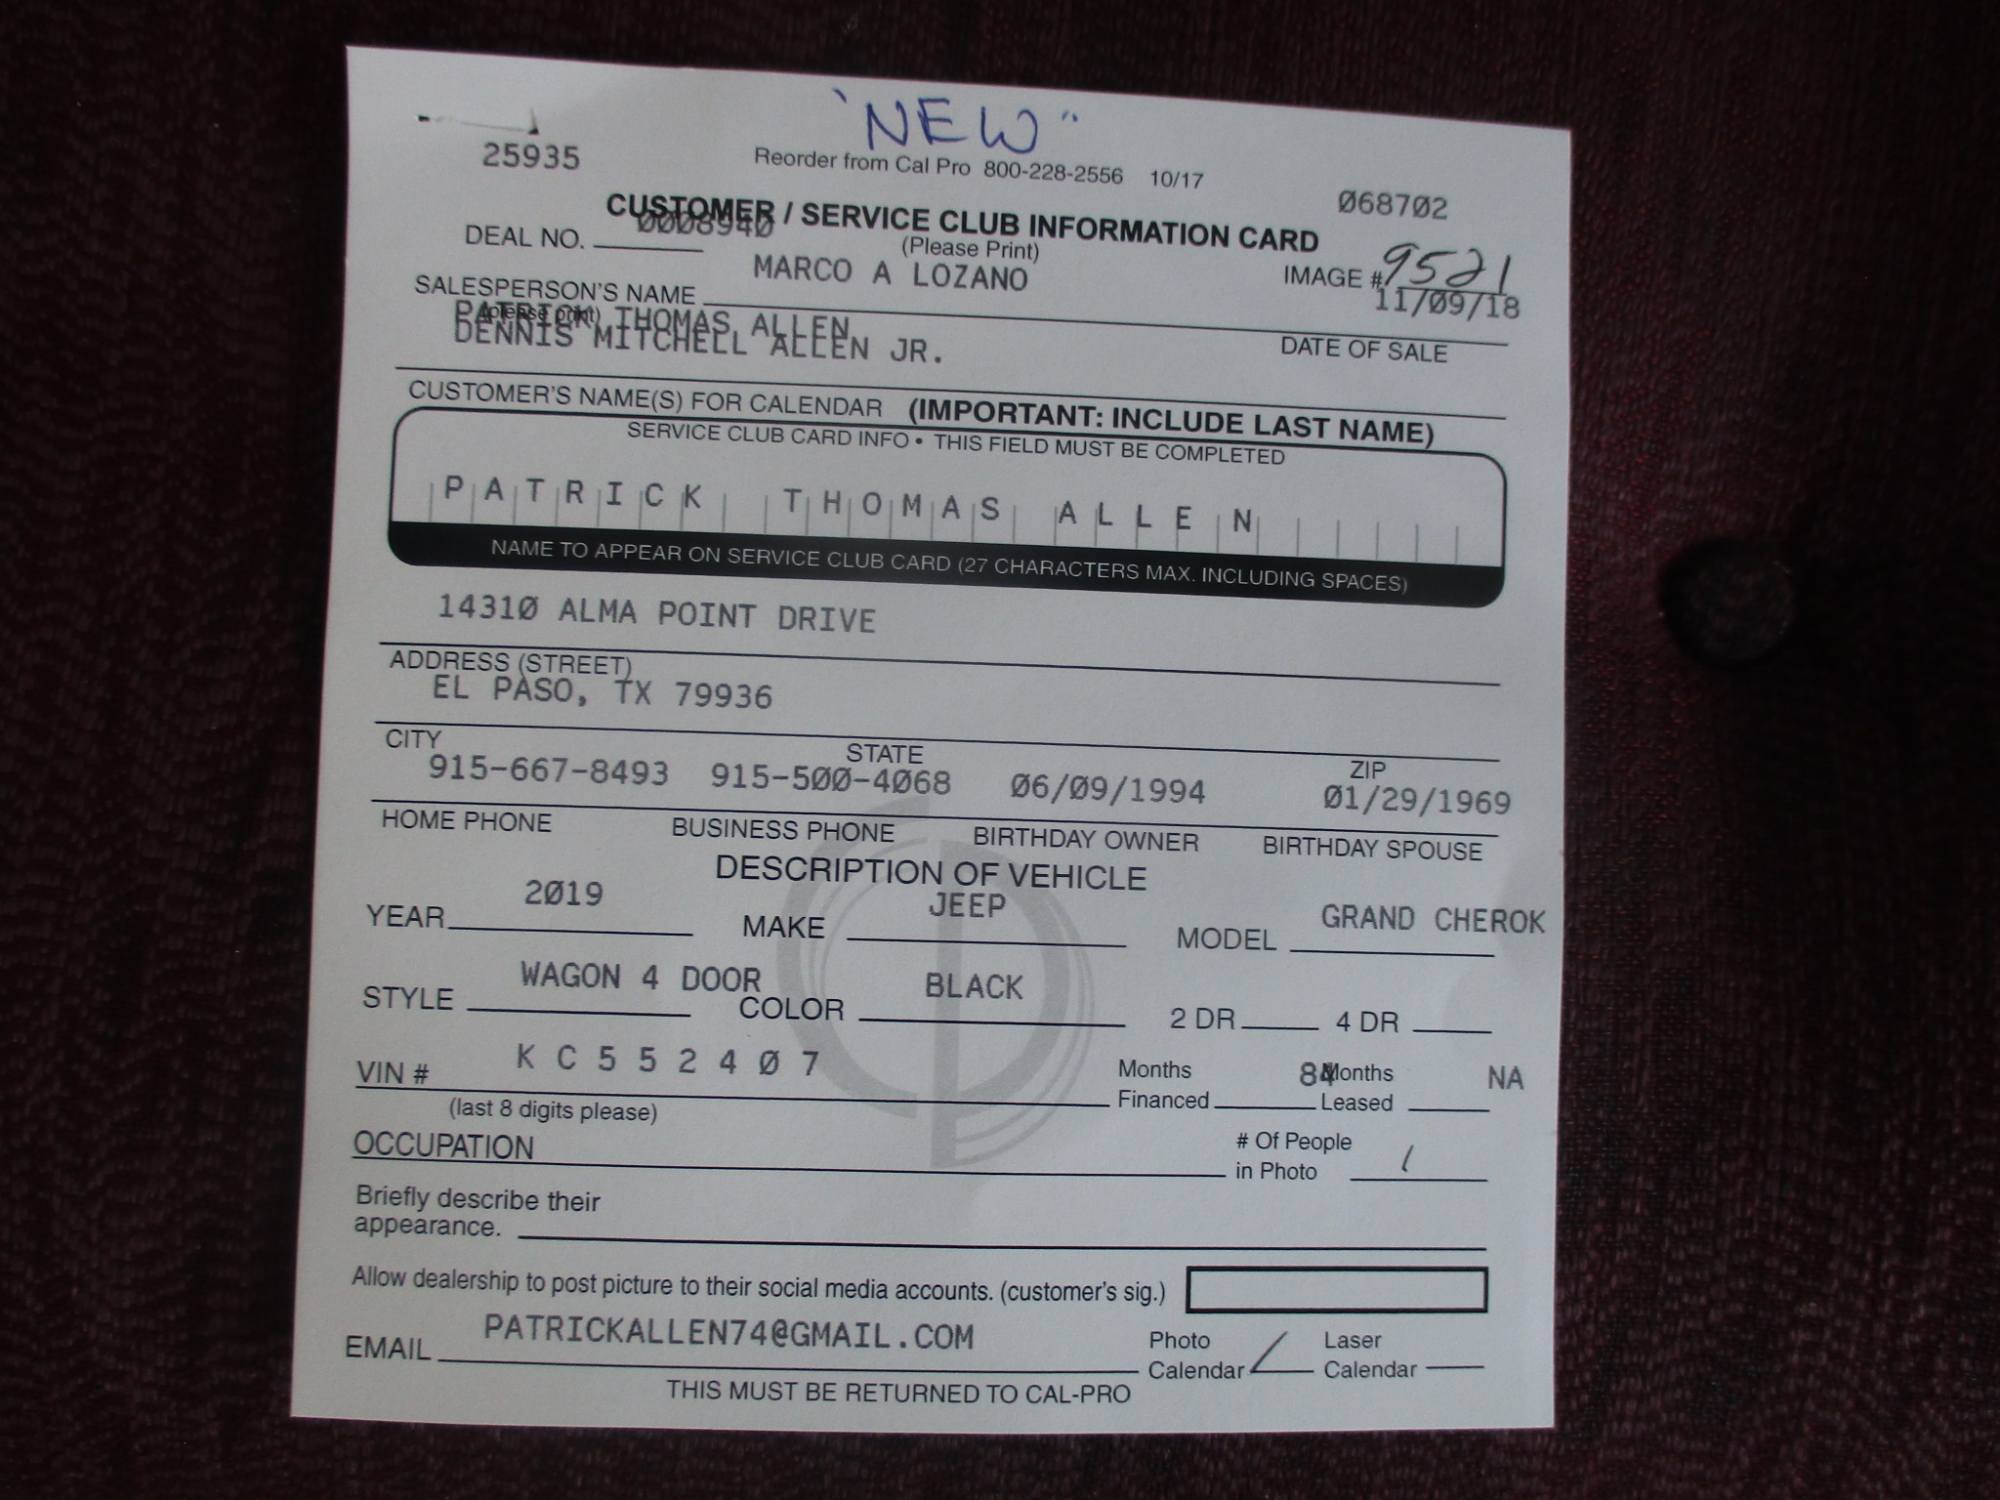 "NEW"
25935
Reorder from Cal Pro 800-228-2556 10/17
068702
CUSTOMER / SERVICE CLUB INFORMATION CARD
DEAL NO. 0008940
(Please Print)
IMAGE # 9521
SALESPERSON'S NAME MARCO A LOZANO
11/09/18
(please print)
PATRICK THOMAS ALLEN
DENNIS MITCHELL ALLEN JR.
DATE OF SALE
CUSTOMER'S NAME(S) FOR CALENDAR (IMPORTANT: INCLUDE LAST NAME)
SERVICE CLUB CARD INFO • THIS FIELD MUST BE COMPLETED
PATRICK THOMAS ALLEN
NAME TO APPEAR ON SERVICE CLUB CARD (27 CHARACTERS MAX. INCLUDING SPACES)
14310 ALMA POINT DRIVE
ADDRESS (STREET)
EL PASO, TX 79936
CITY STATE ZIP
915-667-8493 915-500-4068 06/09/1994 01/29/1969
HOME PHONE BUSINESS PHONE BIRTHDAY OWNER BIRTHDAY SPOUSE
DESCRIPTION OF VEHICLE
YEAR 2019 MAKE JEEP MODEL GRAND CHEROK
STYLE WAGON 4 DOOR COLOR BLACK 2 DR 4 DR
VIN # KC552407 Months Financed 84 Months Leased NA
(last 8 digits please)
OCCUPATION # Of People in Photo 1
Briefly describe their
appearance.
Allow dealership to post picture to their social media accounts. (customer's sig.)
EMAIL PATRICKALLEN74@GMAIL.COM Photo Calendar Laser Calendar
THIS MUST BE RETURNED TO CAL-PRO